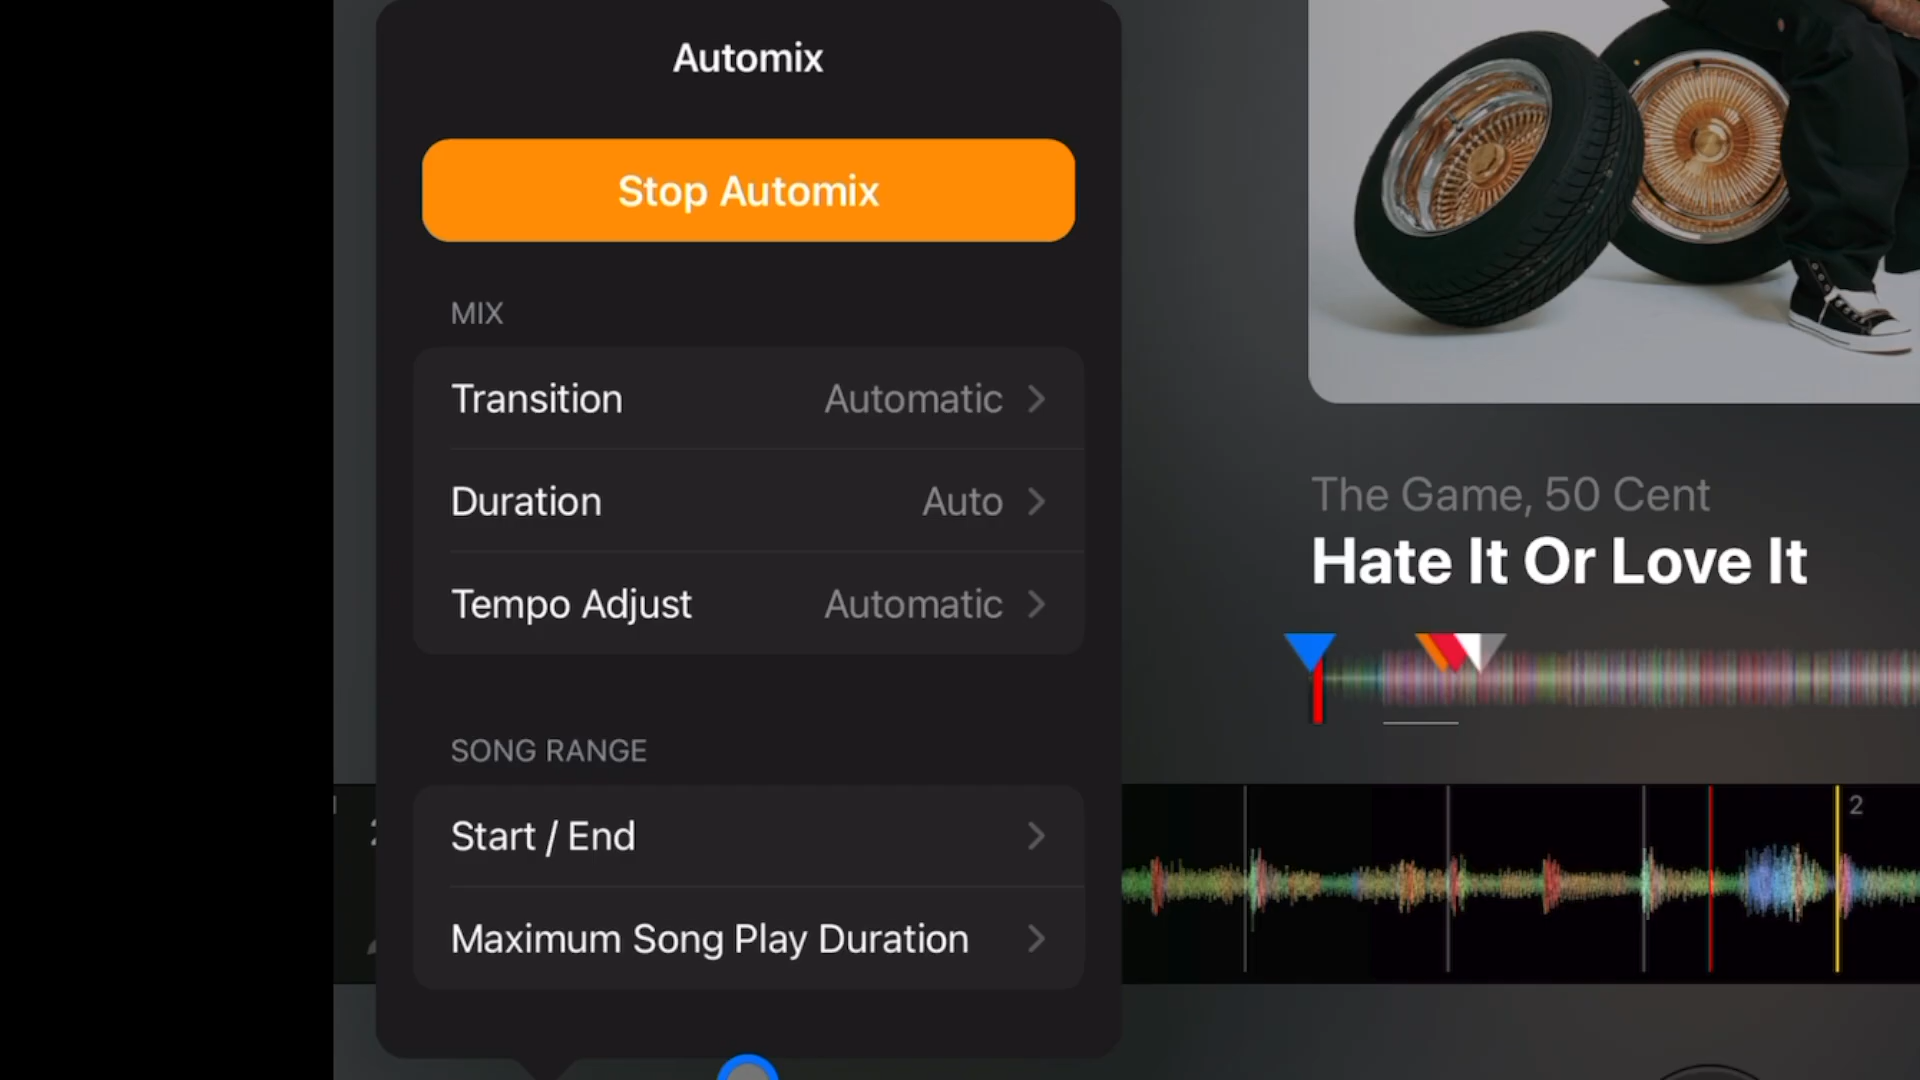 Automix
Stop Automix
MIX
Transition Automatic
Duration Auto
Tempo Adjust Automatic
SONG RANGE
Start / End
Maximum Song Play Duration
The Game, 50 Cent
Hate It Or Love It
2